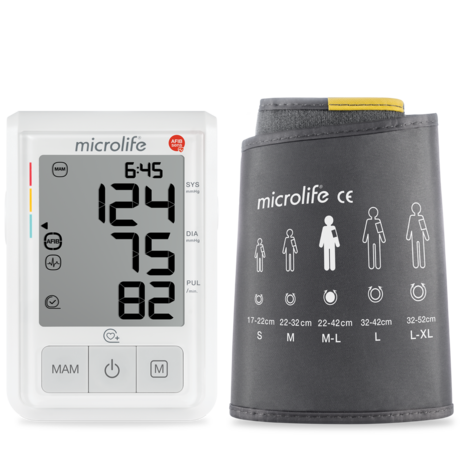 microlife®
AFIB
MAM
6:45
124
SYS
mmHg
AFIB
75
DIA
mmHg
82
PUL
/min.
MAM
M
microlife CE
17-22cm 22-32cm 22-42cm 32-42cm 32-52cm
S M M-L L L-XL